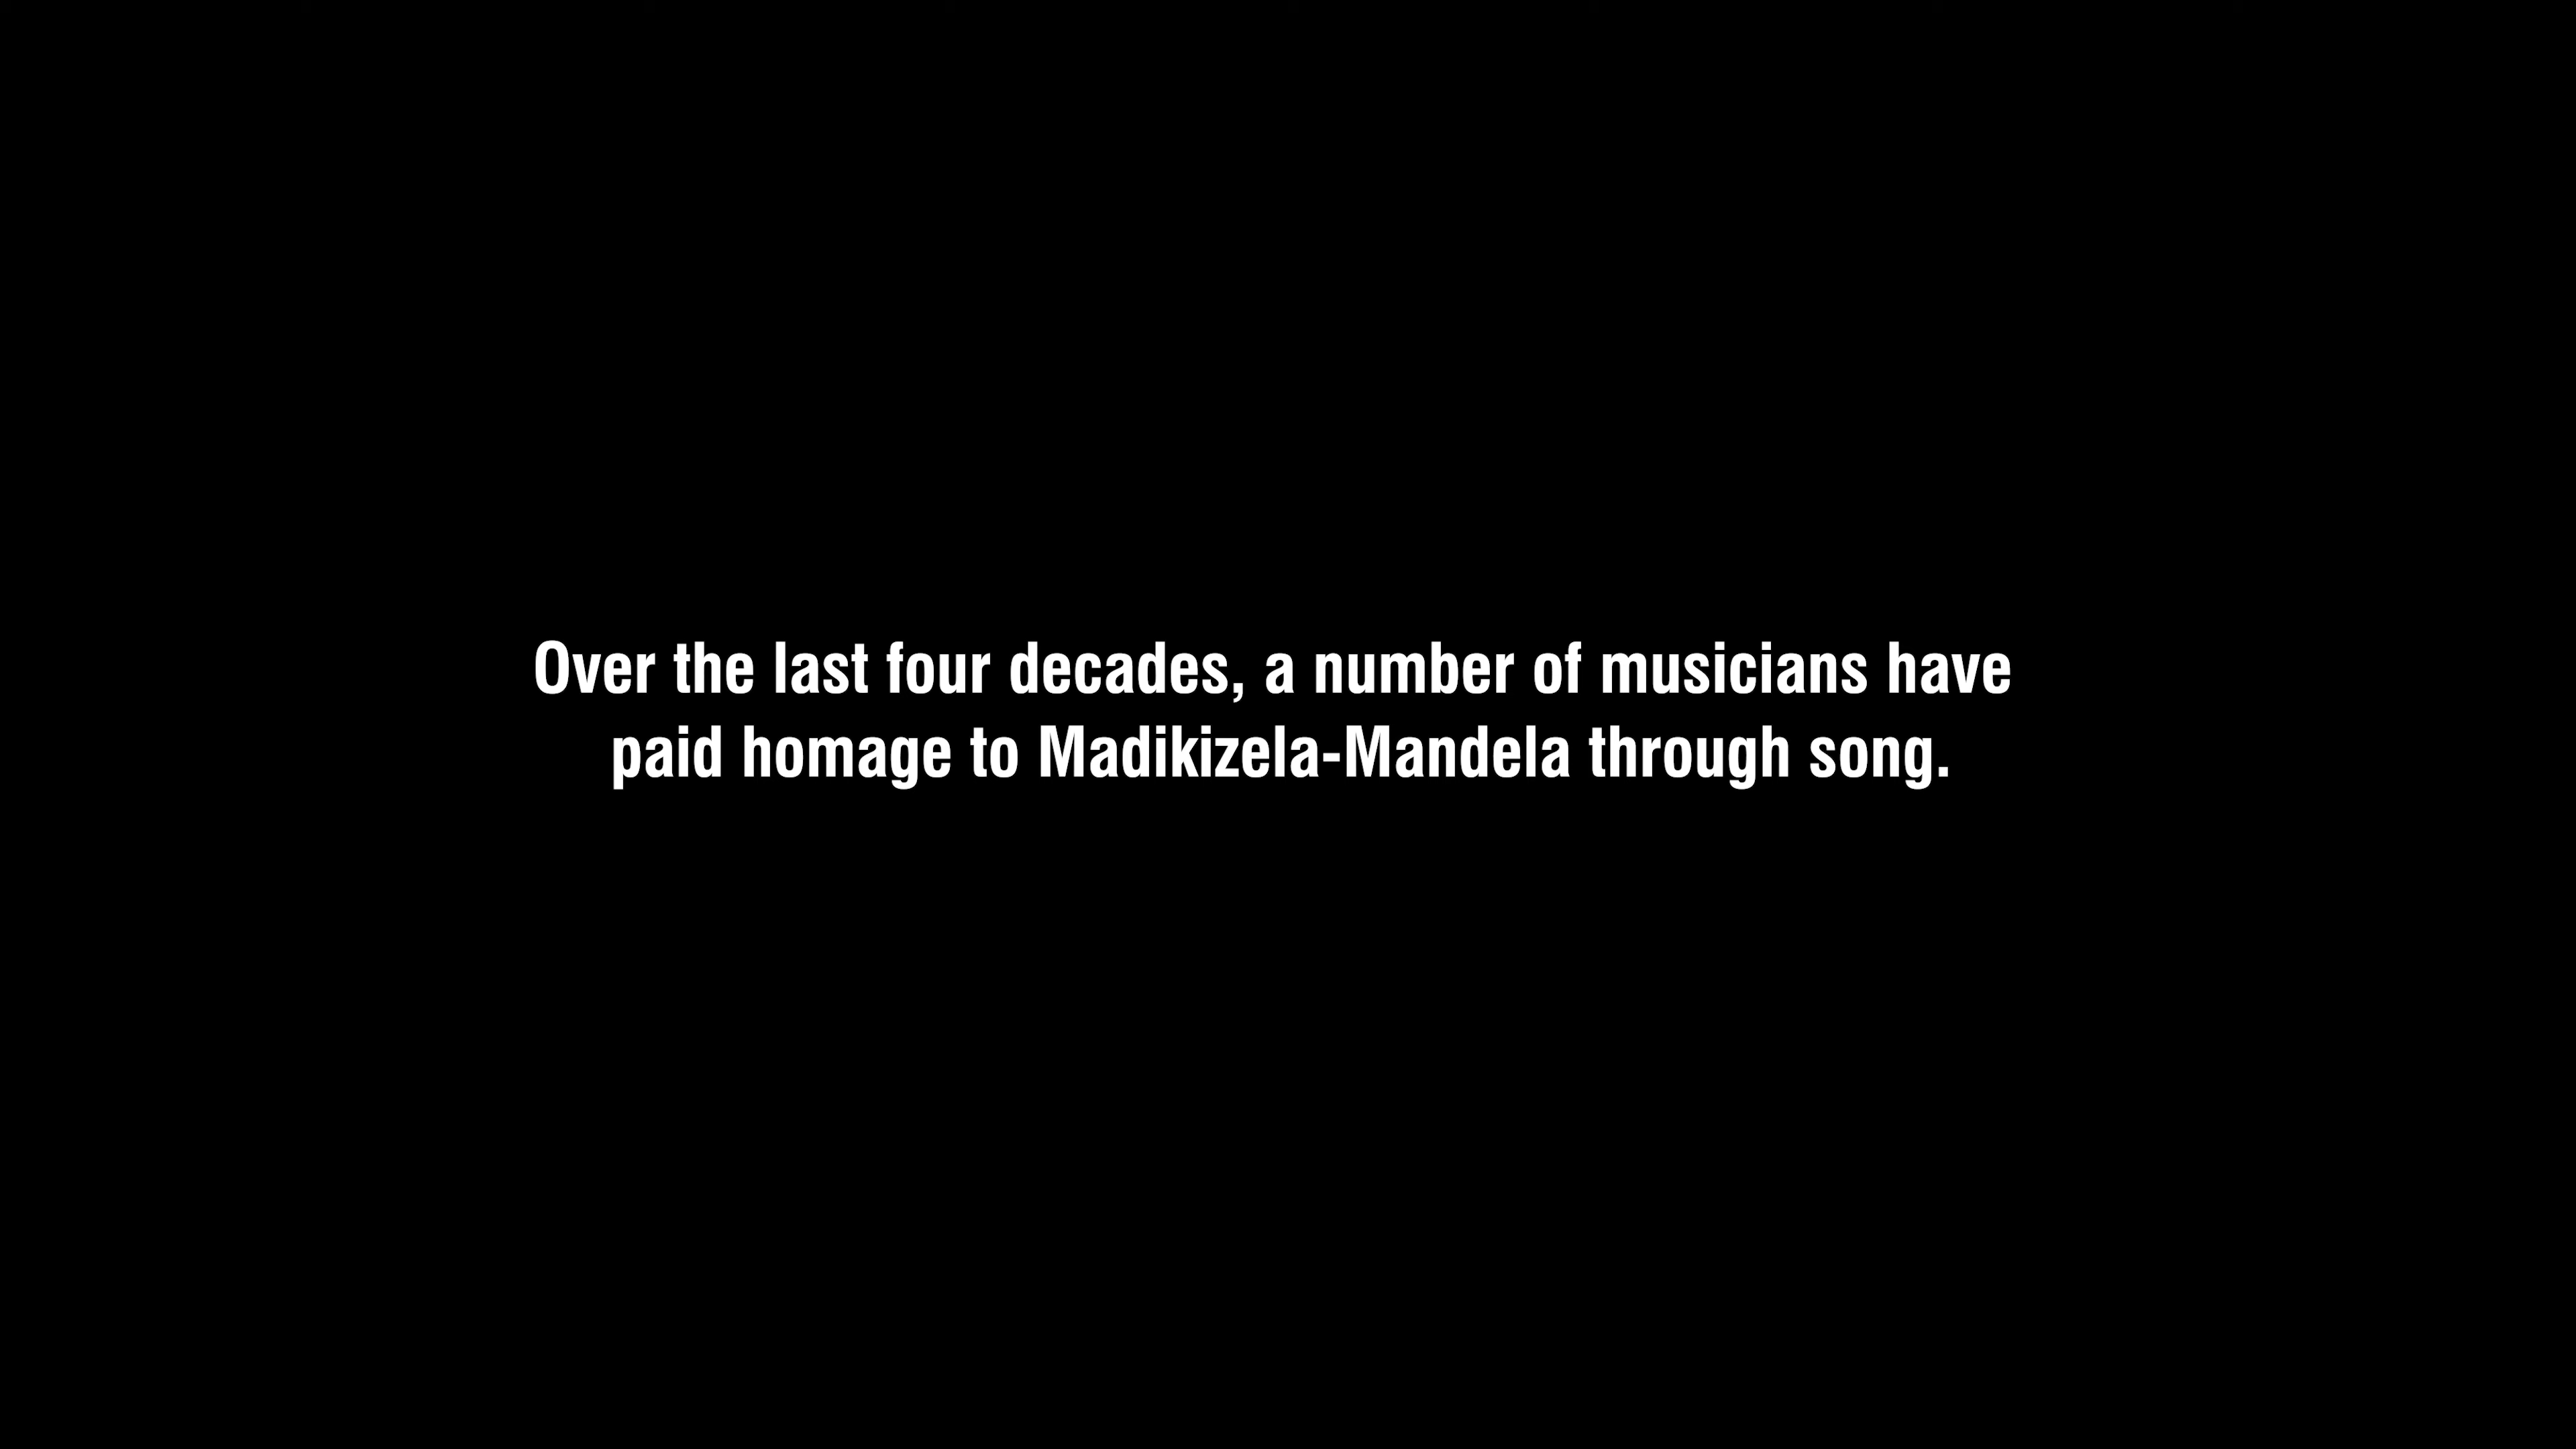 Over the last four decades, a number of musicians have
paid homage to Madikizela-Mandela through song.